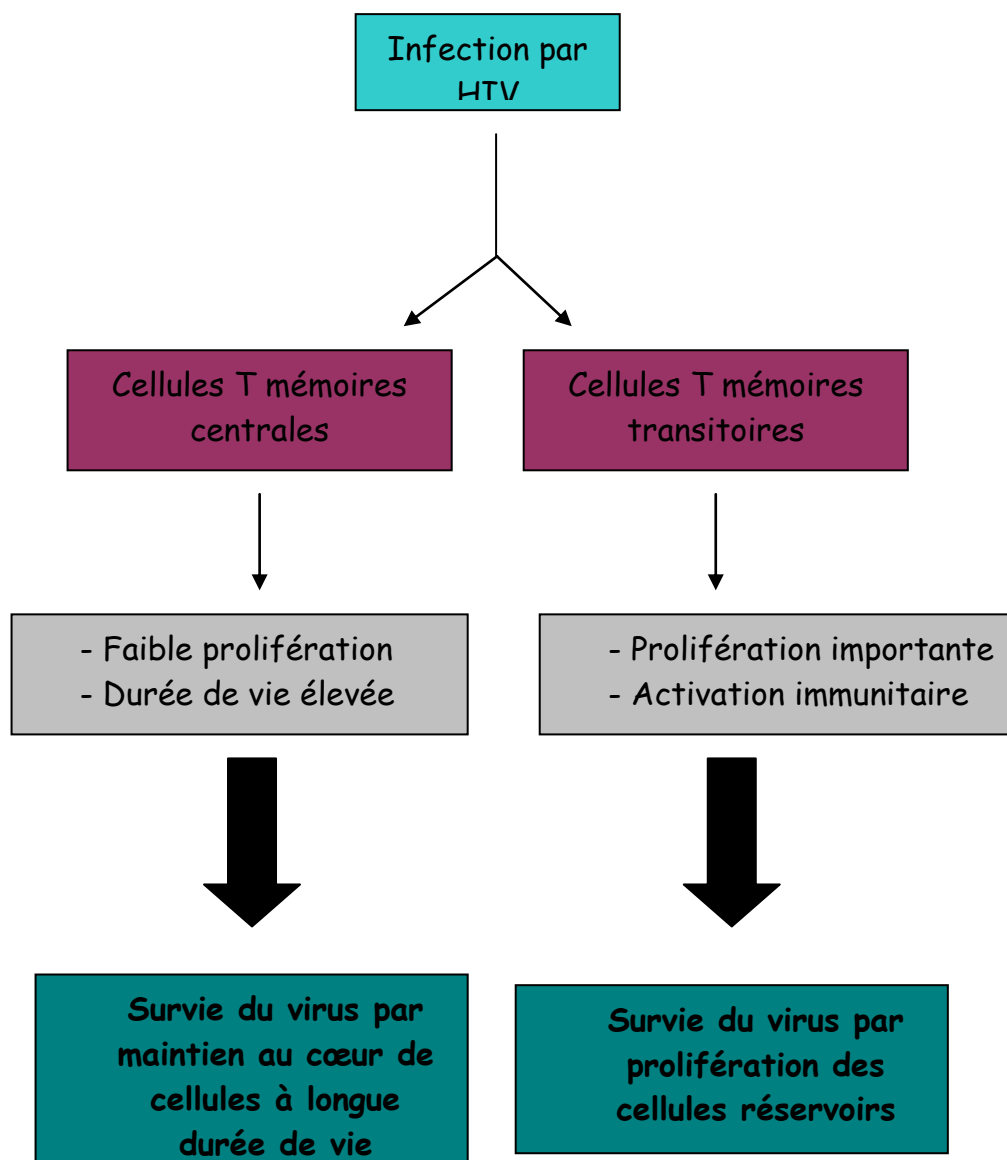 Infection par
HIV
Cellules T mémoires
centrales
Cellules T mémoires
transitoires
- Faible prolifération
- Durée de vie élevée
- Prolifération importante
- Activation immunitaire
Survie du virus par
maintien au cœur de
cellules à longue
durée de vie
Survie du virus par
prolifération des
cellules réservoirs